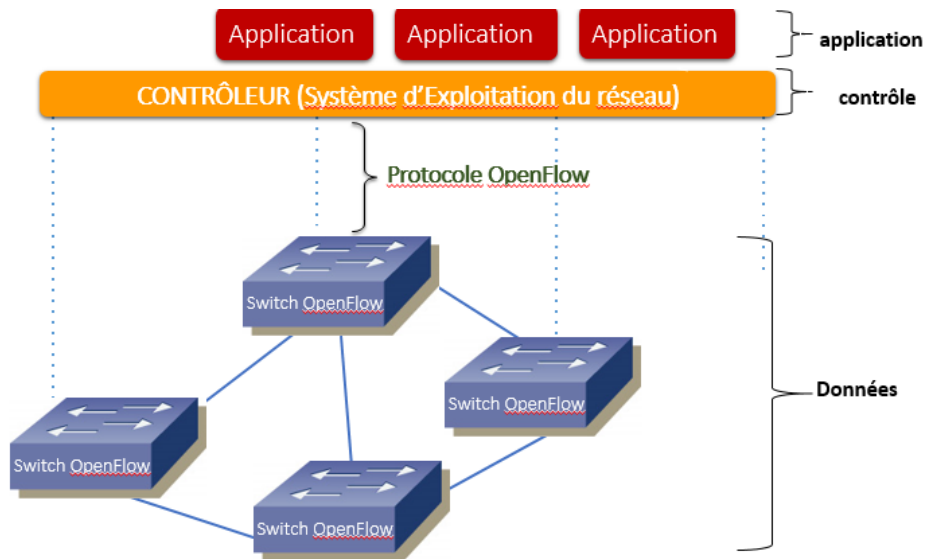 Application
Application
Application
application
CONTRÔLEUR (Système d'Exploitation du réseau)
contrôle
Protocole OpenFlow
Switch OpenFlow
Switch OpenFlow
Données
Switch OpenFlow
Switch OpenFlow